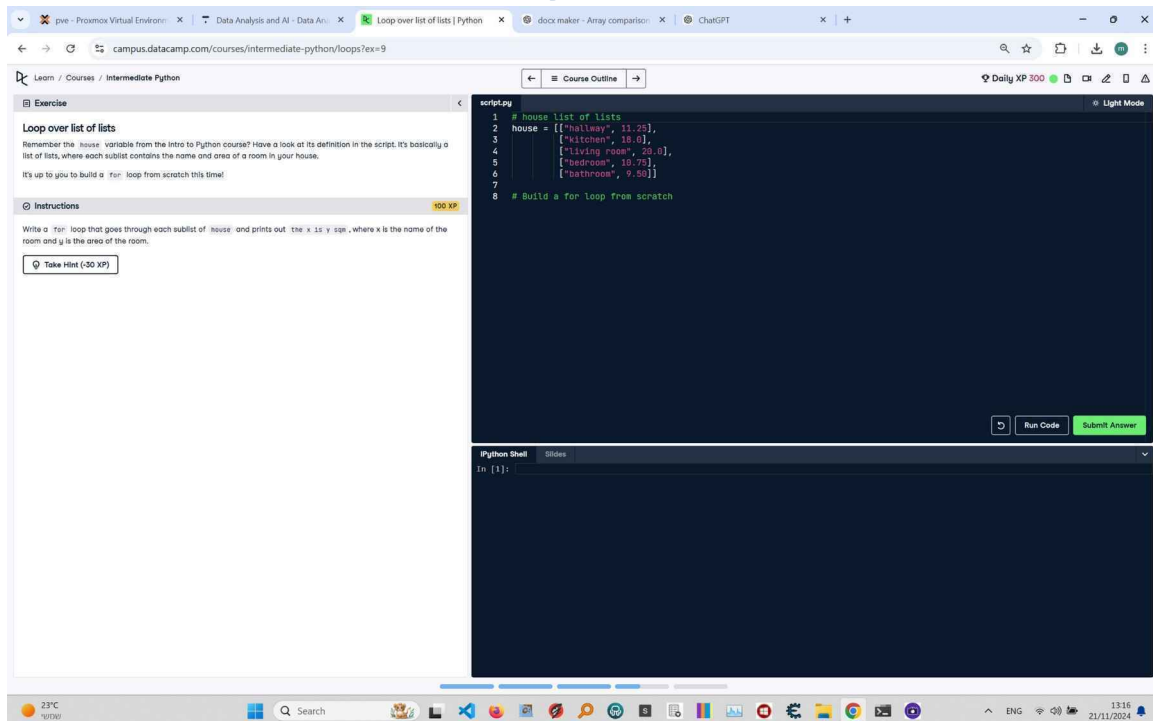 pve - Proxmox Virtual Environm
Data Analysis and AI - Data An
Loop over list of lists | Python
docx maker - Array comparison
ChatGPT
campus.datacamp.com/courses/intermediate-python/loops?ex=9
m
Learn / Courses / Intermediate Python
Course Outline
Daily XP 300
Exercise
Loop over list of lists
Remember the house variable from the Intro to Python course? Have a look at its definition in the script. It's basically a
list of lists, where each sublist contains the name and area of a room in your house.
It's up to you to build a for loop from scratch this time!
Instructions
100 XP
Write a for loop that goes through each sublist of house and prints out the x is y sqm , where x is the name of the
room and y is the area of the room.
Take Hint (-30 XP)
script.py
Light Mode
1 # house list of lists
2 house = [["hallway", 11.25],
3 ["kitchen", 18.0],
4 ["living room", 20.0],
5 ["bedroom", 10.75],
6 ["bathroom", 9.50]]
7
8 # Build a for loop from scratch
Run Code
Submit Answer
IPython Shell
Slides
In [1]:
23°C
שמשי
Search
ENG
13:16
21/11/2024